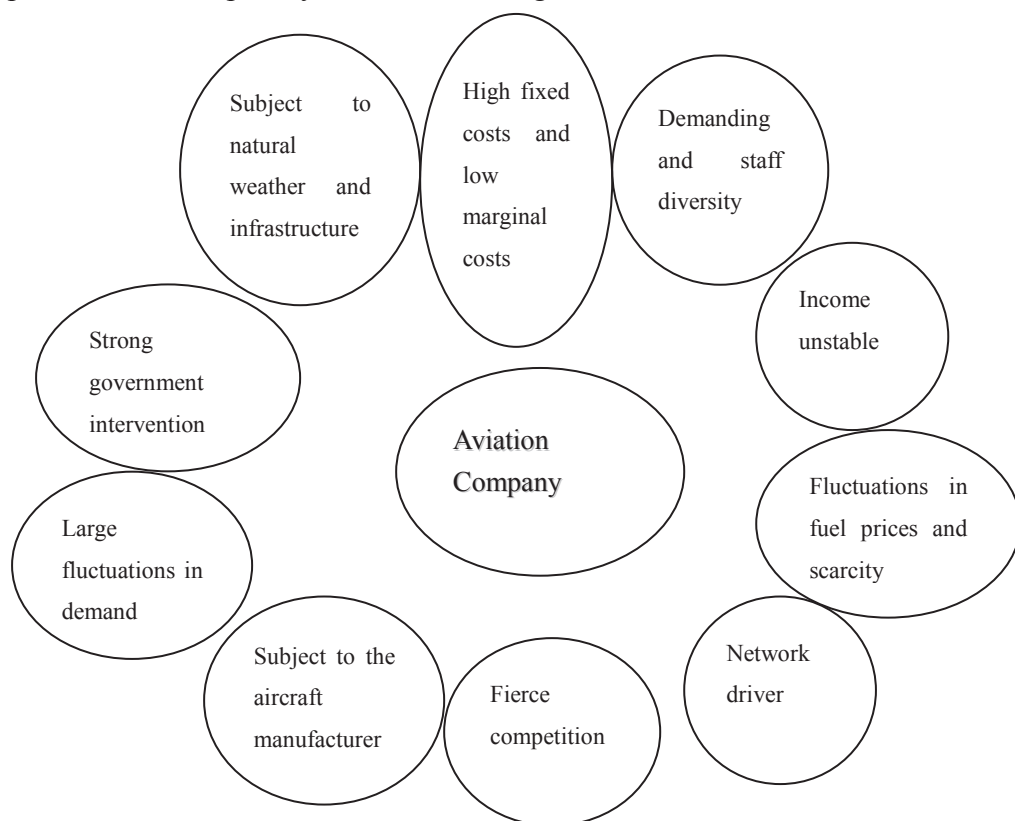 Subject to
natural
weather and
infrastructure
High fixed
costs and
low
marginal
costs
Demanding
and staff
diversity
Income
unstable
Strong
government
intervention
Aviation
Company
Fluctuations in
fuel prices and
scarcity
Large
fluctuations in
demand
Subject to the
aircraft
manufacturer
Fierce
competition
Network
driver